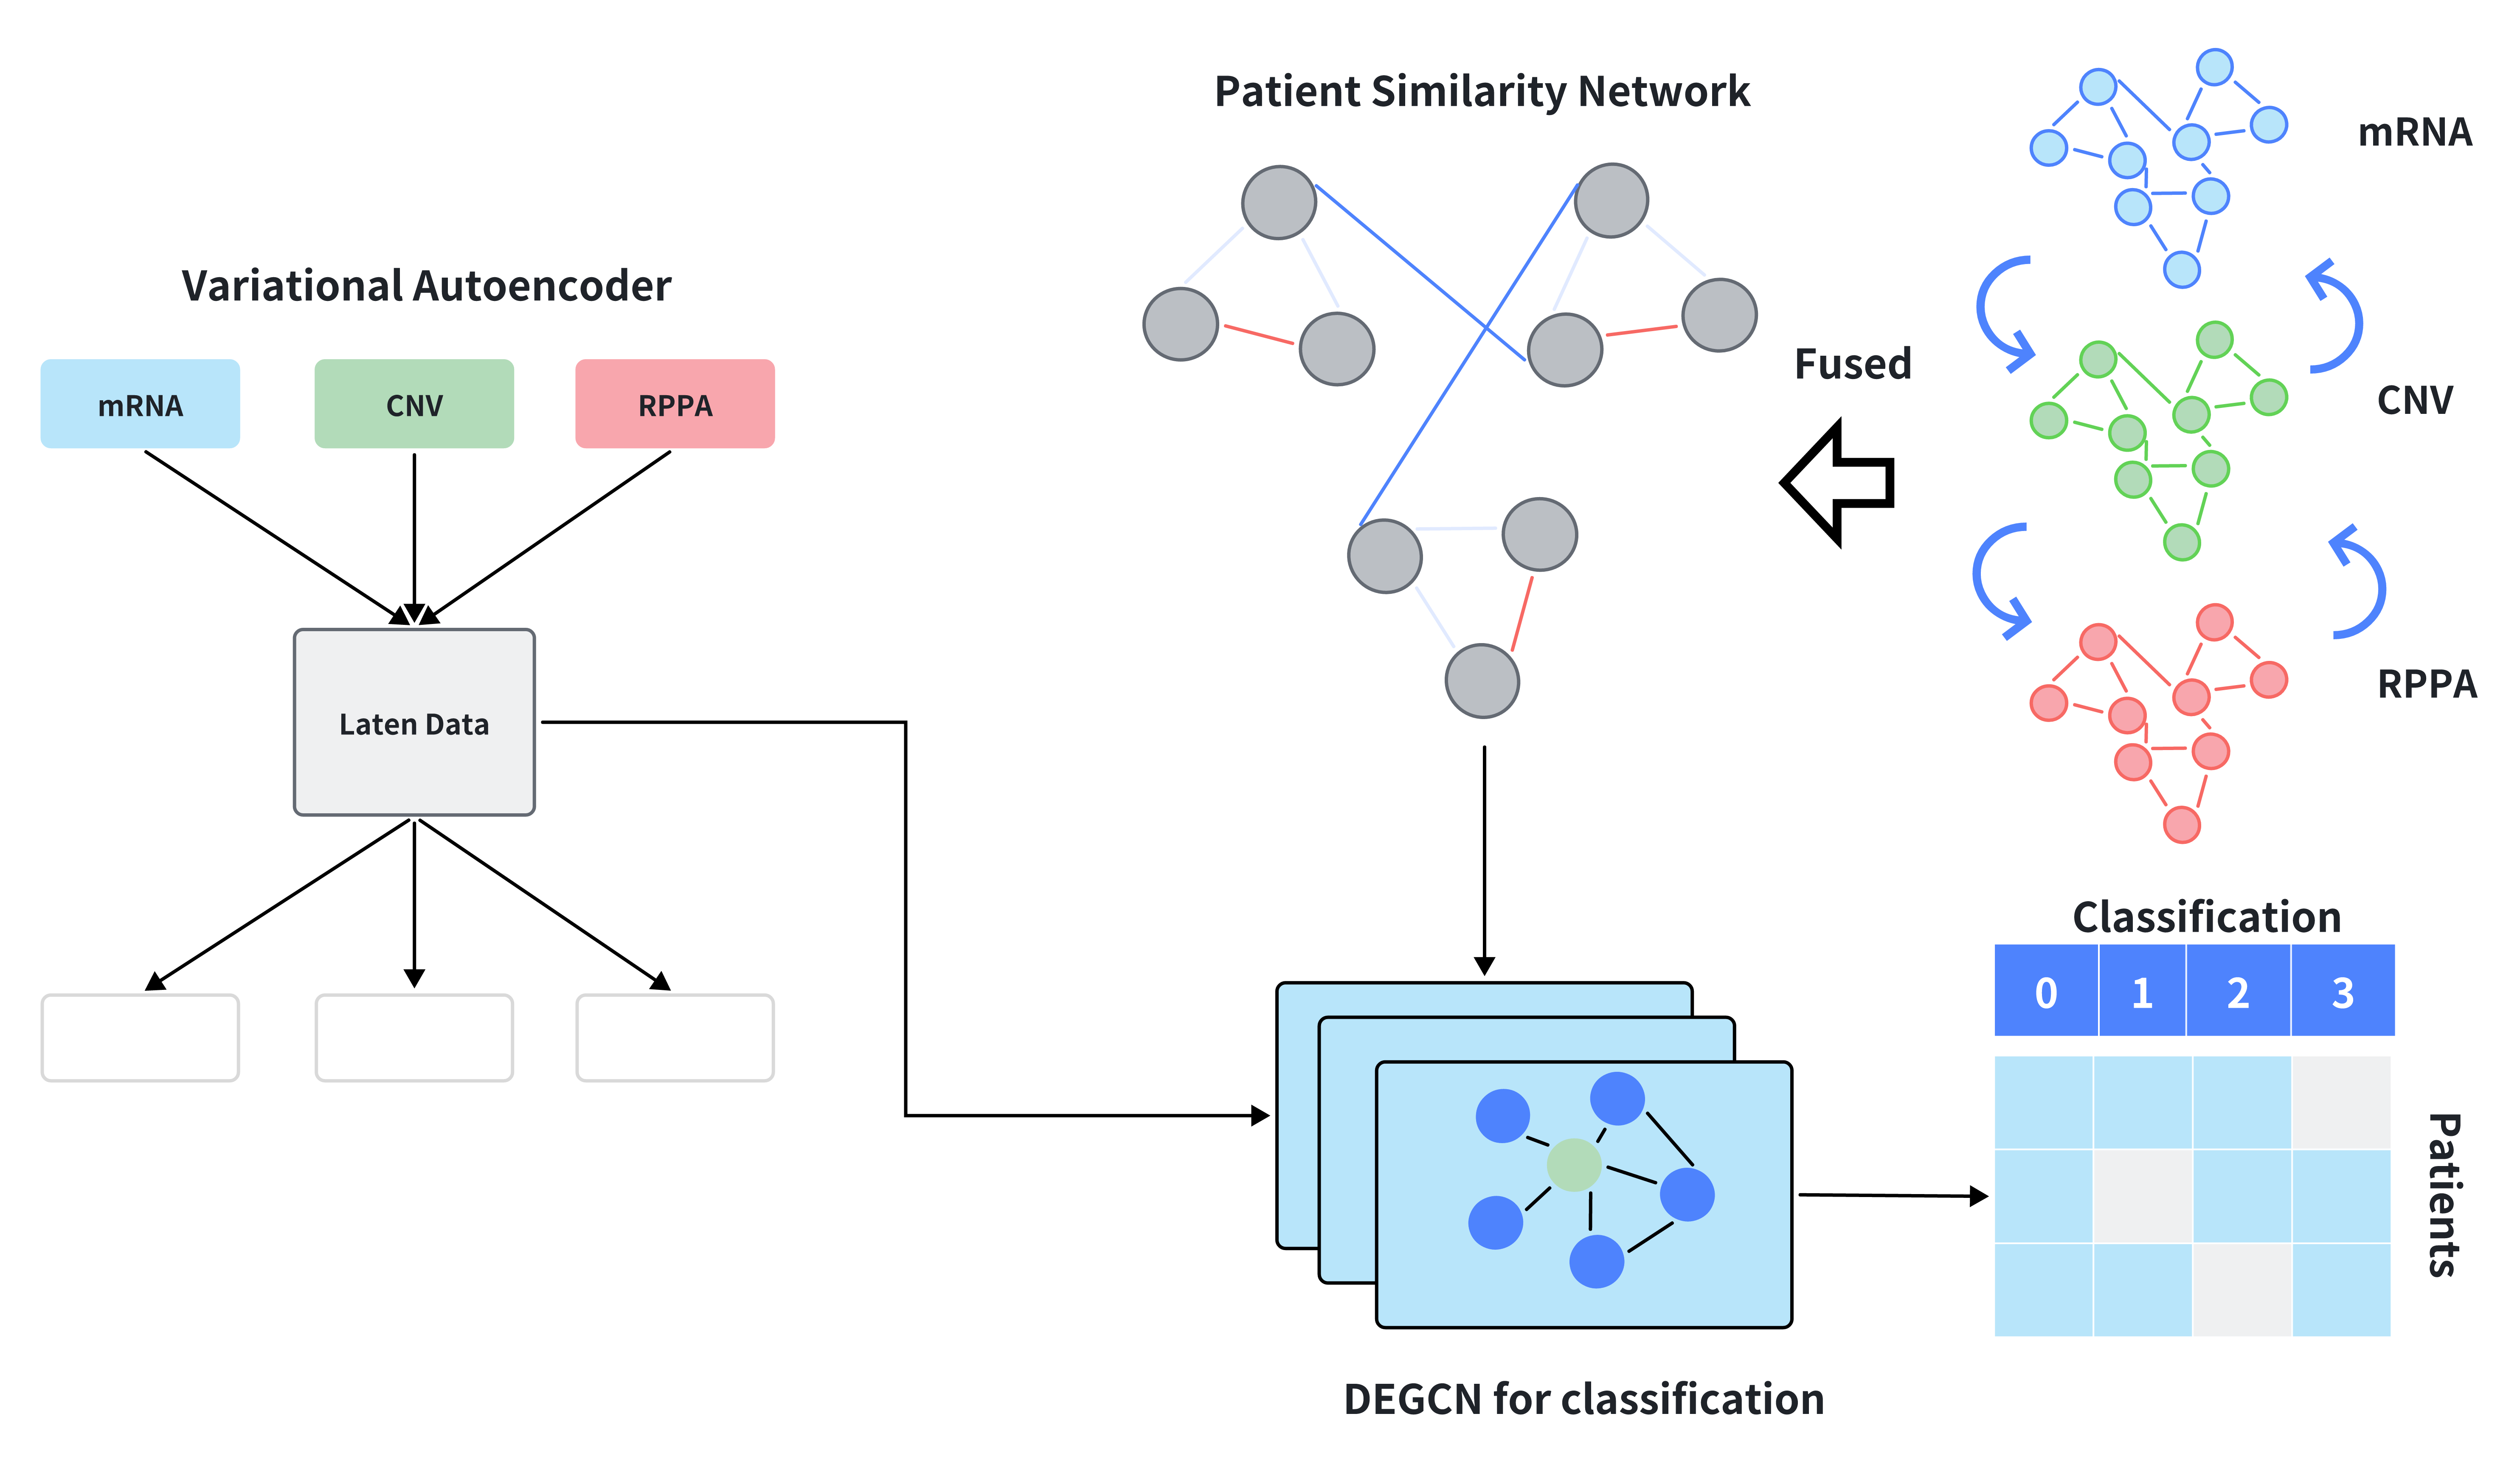 Patient Similarity Network
mRNA
Variational Autoencoder
mRNA
CNV
RPPA
Fused
CNV
RPPA
Laten Data
Classification
0 1 2 3
Patients
DEGCN for classification